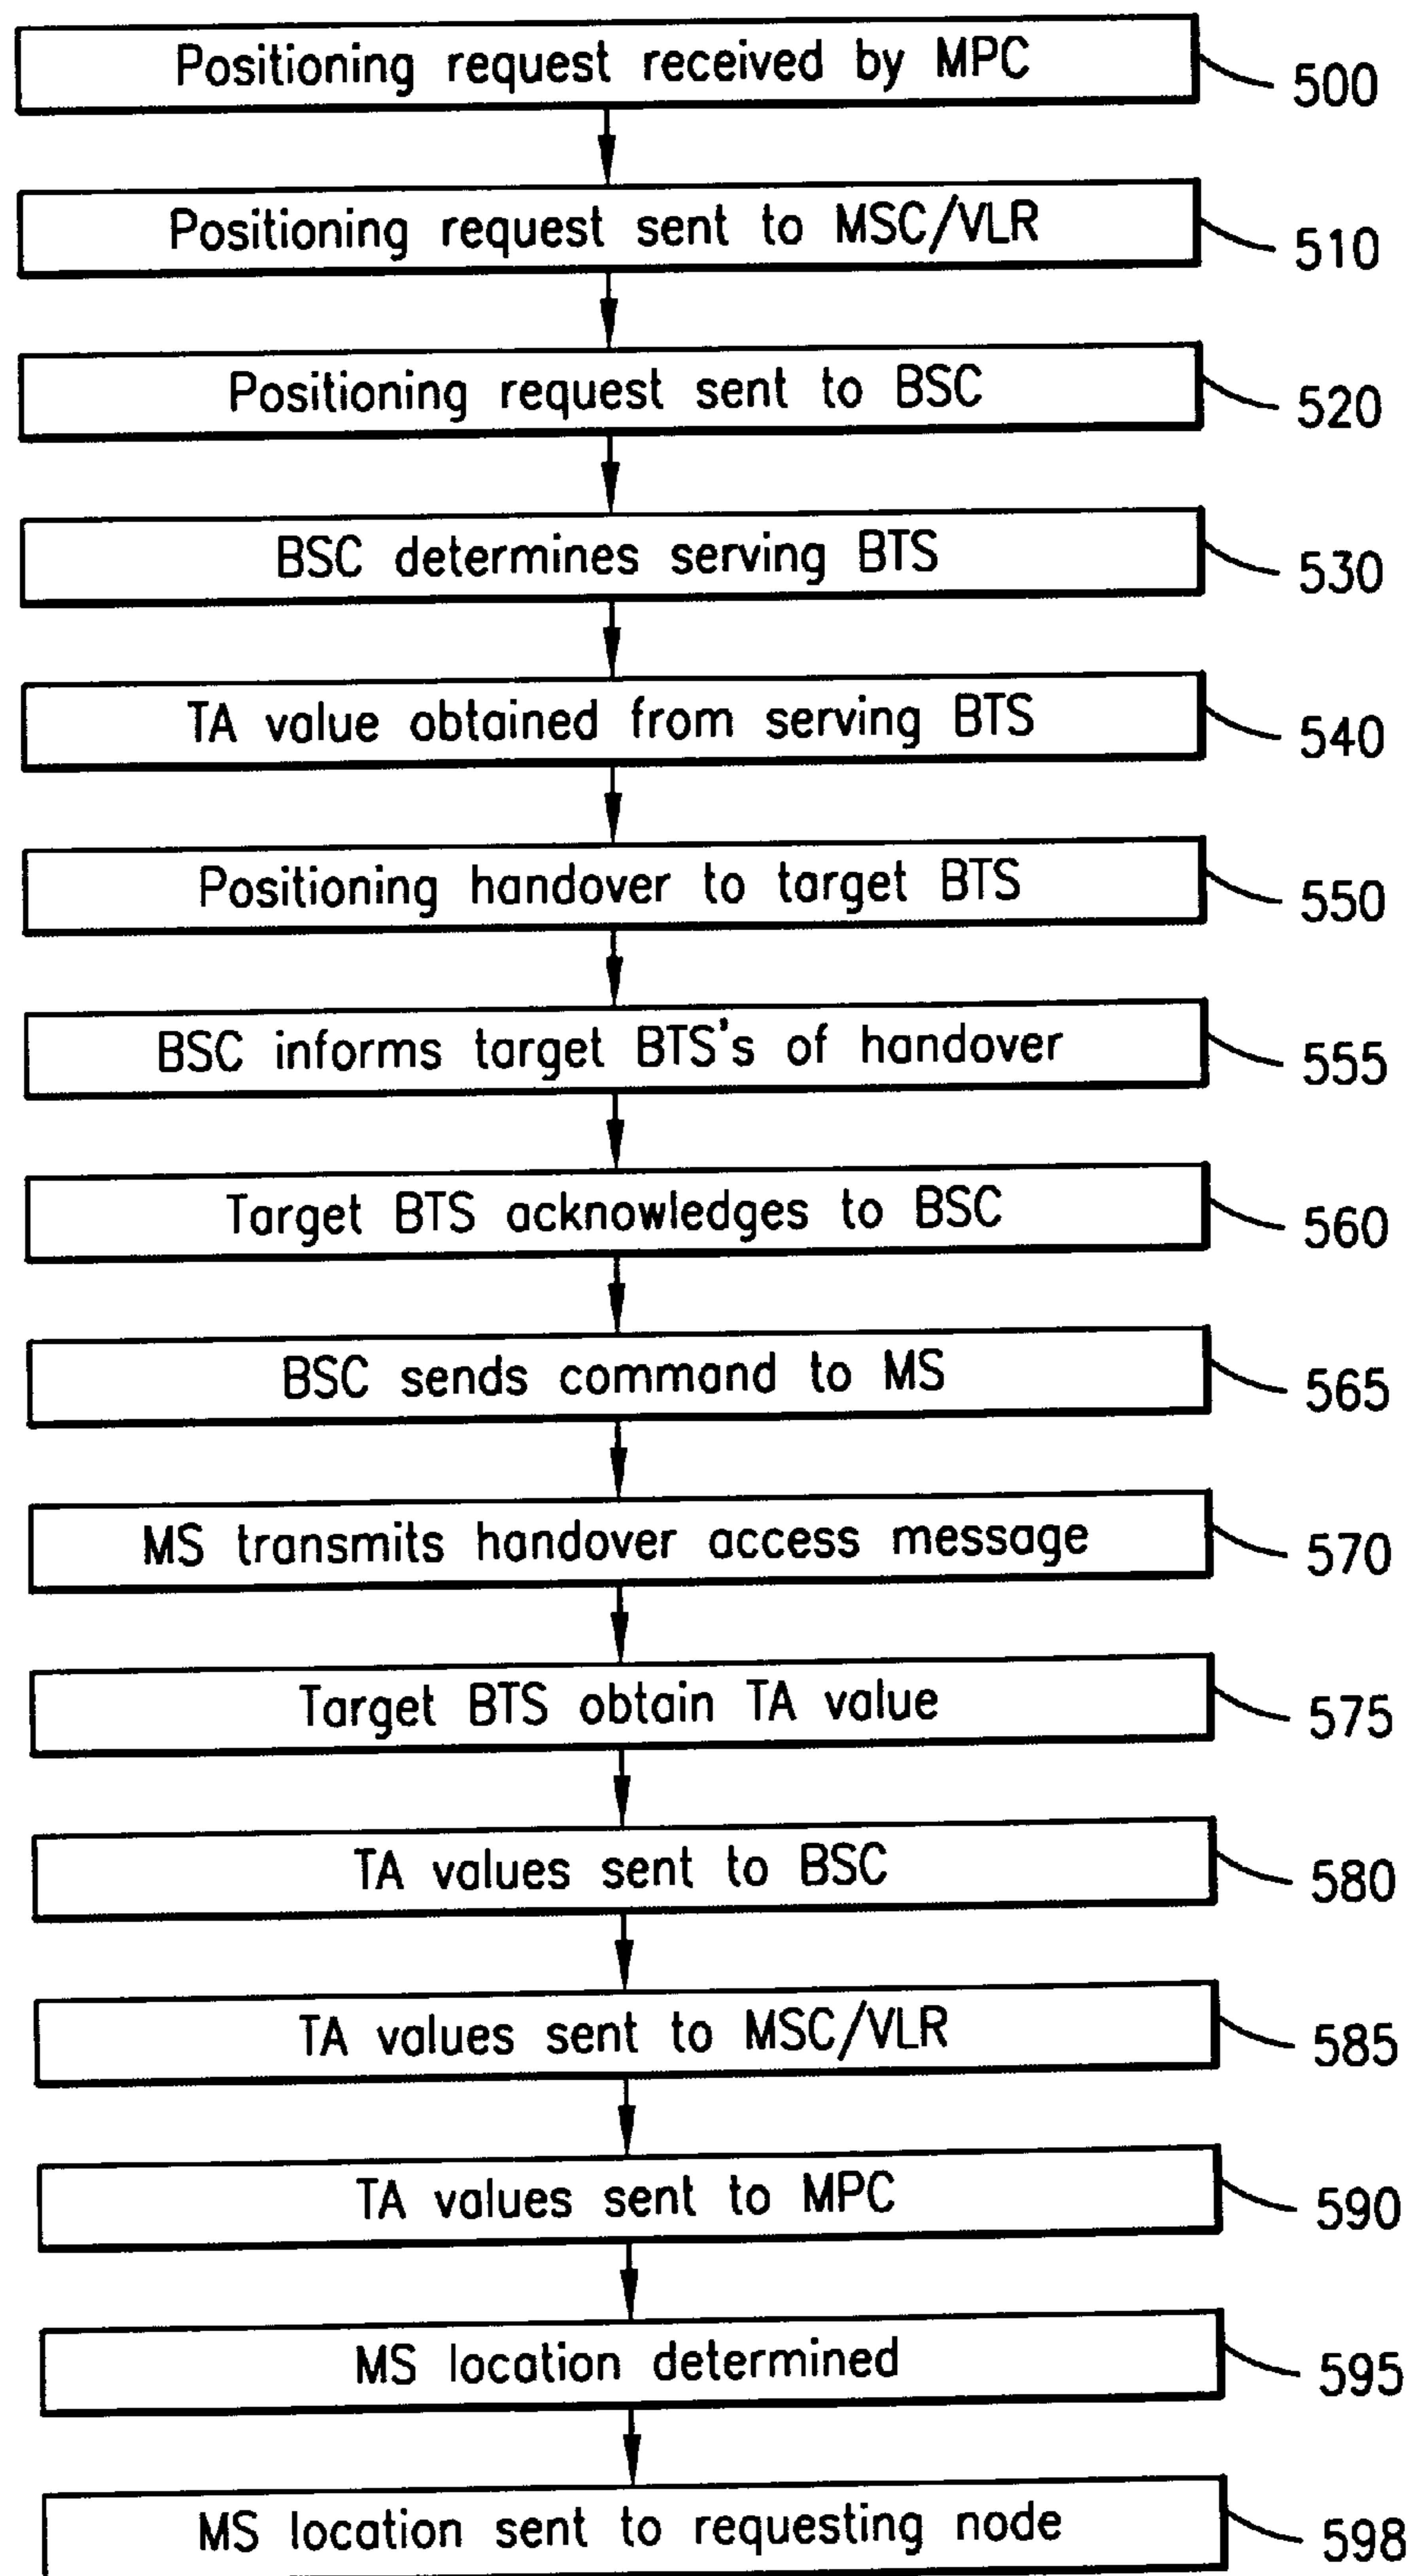 Positioning request received by MPC 500
Positioning request sent to MSC/VLR 510
Positioning request sent to BSC 520
BSC determines serving BTS 530
TA value obtained from serving BTS 540
Positioning handover to target BTS 550
BSC informs target BTS's of handover 555
Target BTS acknowledges to BSC 560
BSC sends command to MS 565
MS transmits handover access message 570
Target BTS obtain TA value 575
TA values sent to BSC 580
TA values sent to MSC/VLR 585
TA values sent to MPC 590
MS location determined 595
MS location sent to requesting node 598